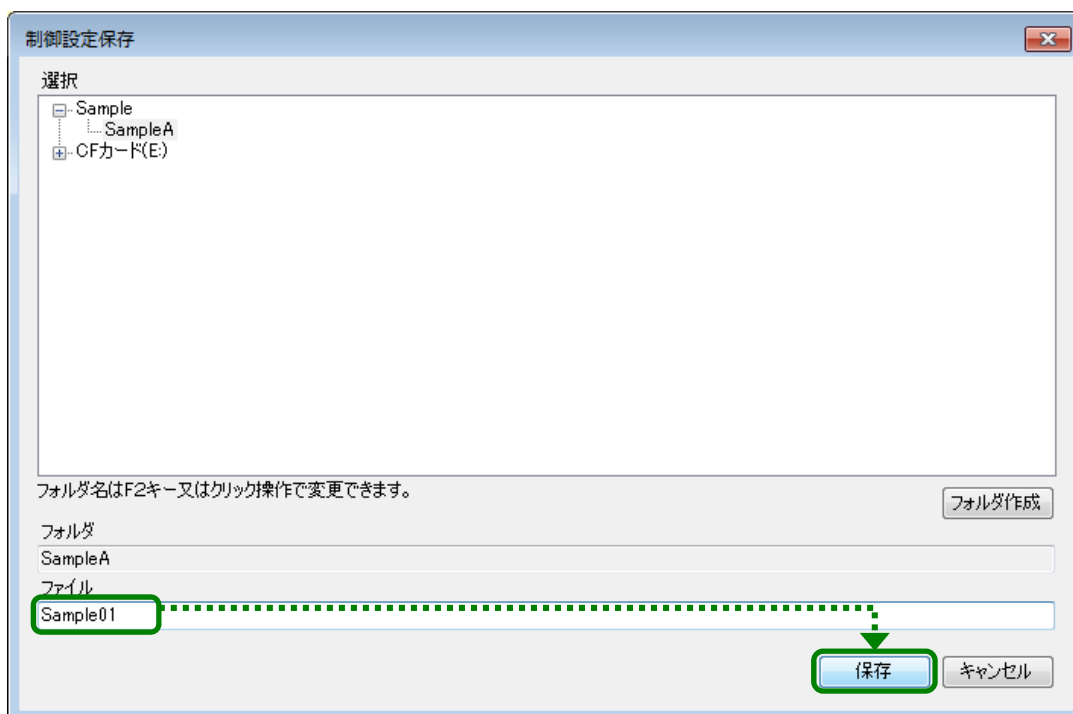 制御設定保存
選択
Sample
SampleA
CFカード(E:)
フォルダ名はF2キー又はクリック操作で変更できます。
フォルダ作成
フォルダ
SampleA
ファイル
Sample01
保存 キャンセル